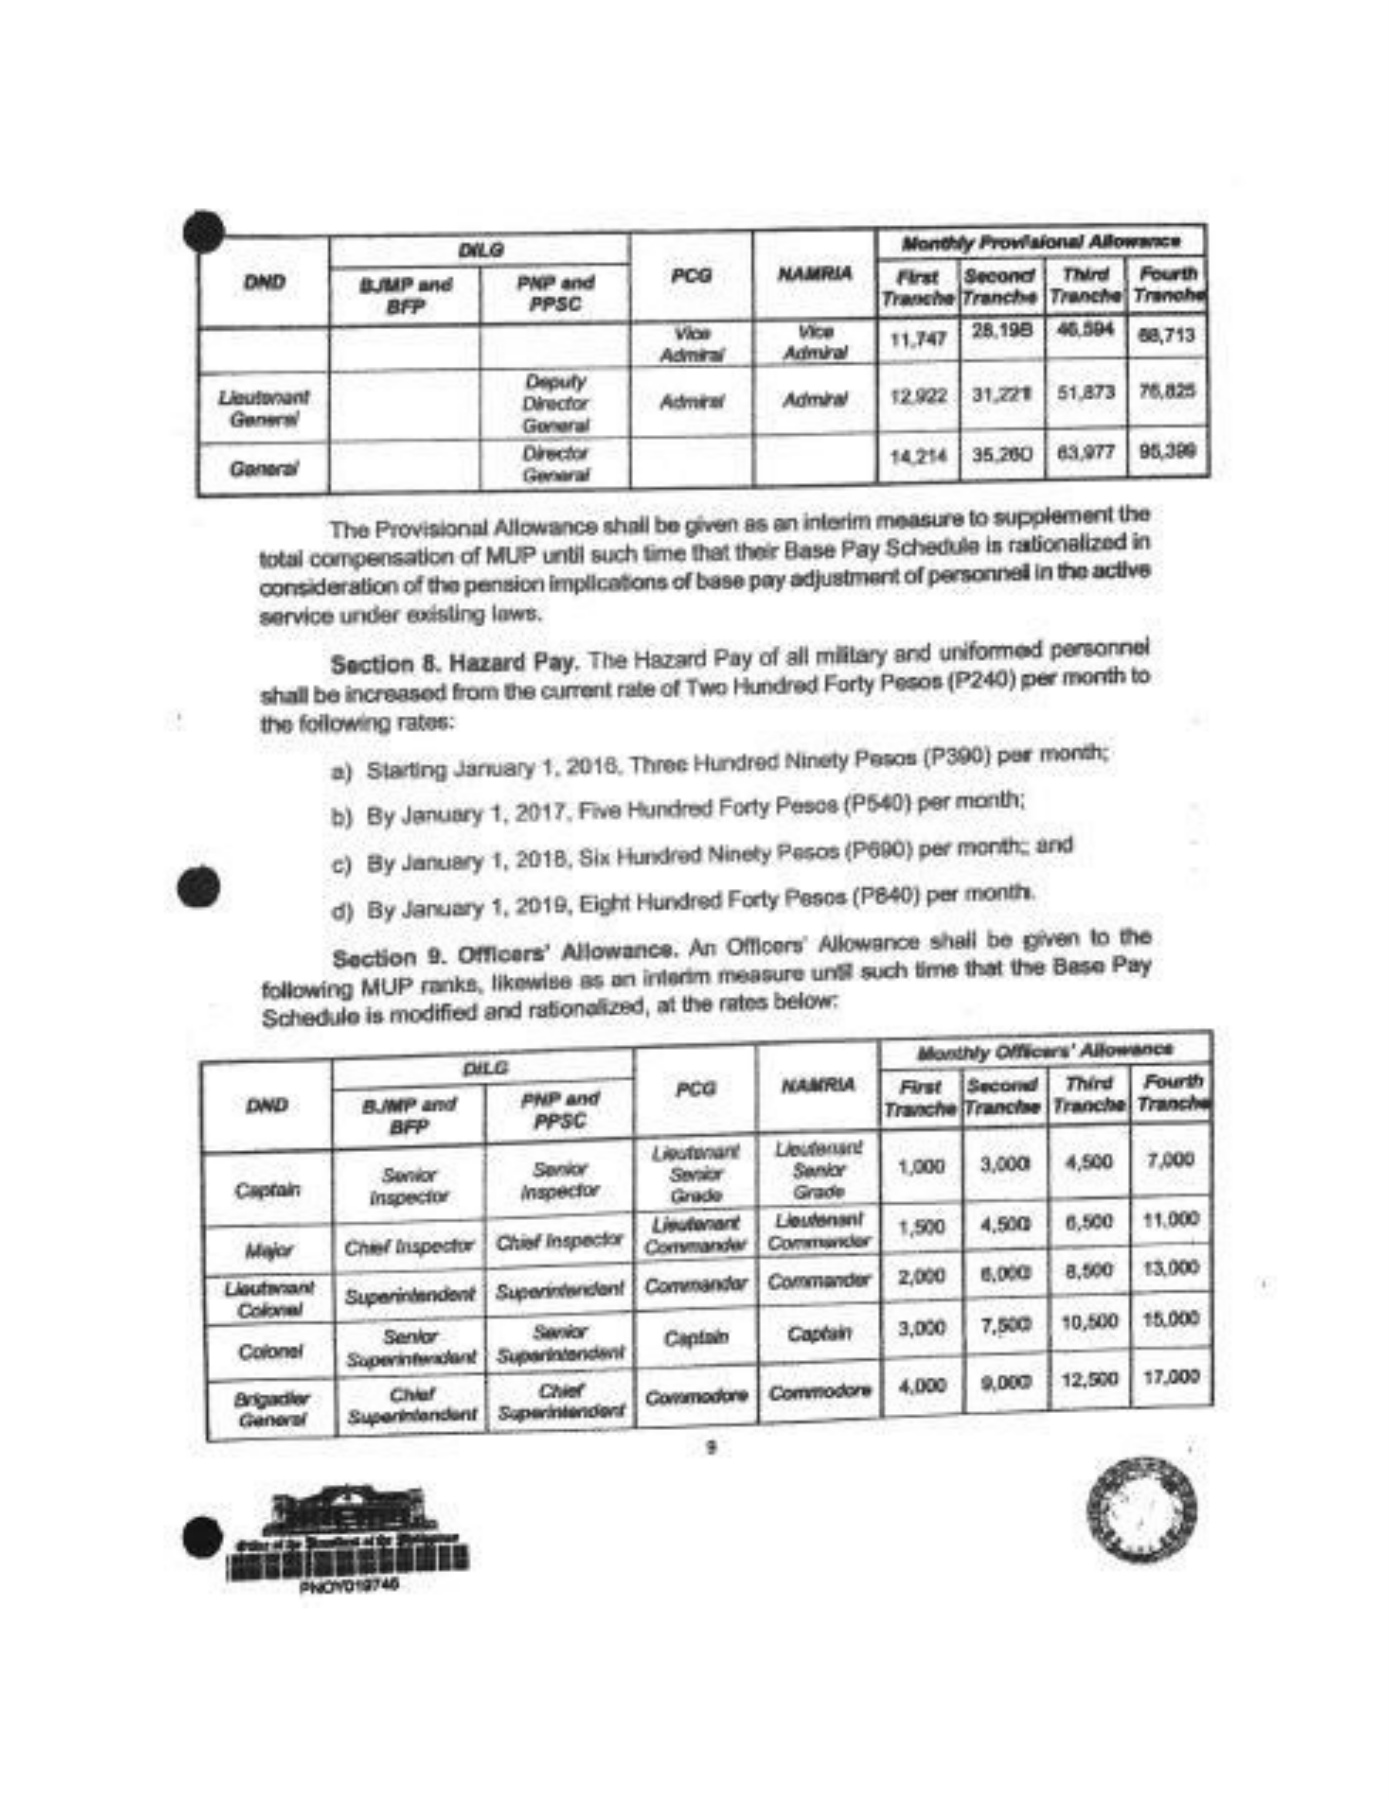 DND DILG PCG NAMRIA Monthly Provisional Allowance
BJMP and BFP PNP and PPSC First Tranche Second Tranche Third Tranche Fourth Tranche
Vice Admiral Vice Admiral 11,747 28,198 46,594 68,713
Lieutenant General Deputy Director General Admiral Admiral 12,922 31,221 51,873 76,825
General Director General 14,214 35,260 63,977 95,399
The Provisional Allowance shall be given as an interim measure to supplement the
total compensation of MUP until such time that their Base Pay Schedule is rationalized in
consideration of the pension implications of base pay adjustment of personnel in the active
service under existing laws.
Section 8. Hazard Pay. The Hazard Pay of all military and uniformed personnel
shall be increased from the current rate of Two Hundred Forty Pesos (P240) per month to
the following rates:
a) Starting January 1, 2016, Three Hundred Ninety Pesos (P390) per month;
b) By January 1, 2017, Five Hundred Forty Pesos (P540) per month;
c) By January 1, 2018, Six Hundred Ninety Pesos (P690) per month; and
d) By January 1, 2019, Eight Hundred Forty Pesos (P840) per month.
Section 9. Officers' Allowance. An Officers' Allowance shall be given to the
following MUP ranks, likewise as an interim measure until such time that the Base Pay
Schedule is modified and rationalized, at the rates below:
DND DILG PCG NAMRIA Monthly Officers' Allowance
BJMP and BFP PNP and PPSC First Tranche Second Tranche Third Tranche Fourth Tranche
Captain Senior Inspector Senior Inspector Lieutenant Senior Grade Lieutenant Senior Grade 1,000 3,000 4,500 7,000
Major Chief Inspector Chief Inspector Lieutenant Commander Lieutenant Commander 1,500 4,500 6,500 11,000
Lieutenant Colonel Superintendent Superintendent Commander Commander 2,000 6,000 8,500 13,000
Colonel Senior Superintendent Senior Superintendent Captain Captain 3,000 7,500 10,500 15,000
Brigadier General Chief Superintendent Chief Superintendent Commodore Commodore 4,000 9,000 12,500 17,000
9
Office of the President of the Philippines
PNOY019746